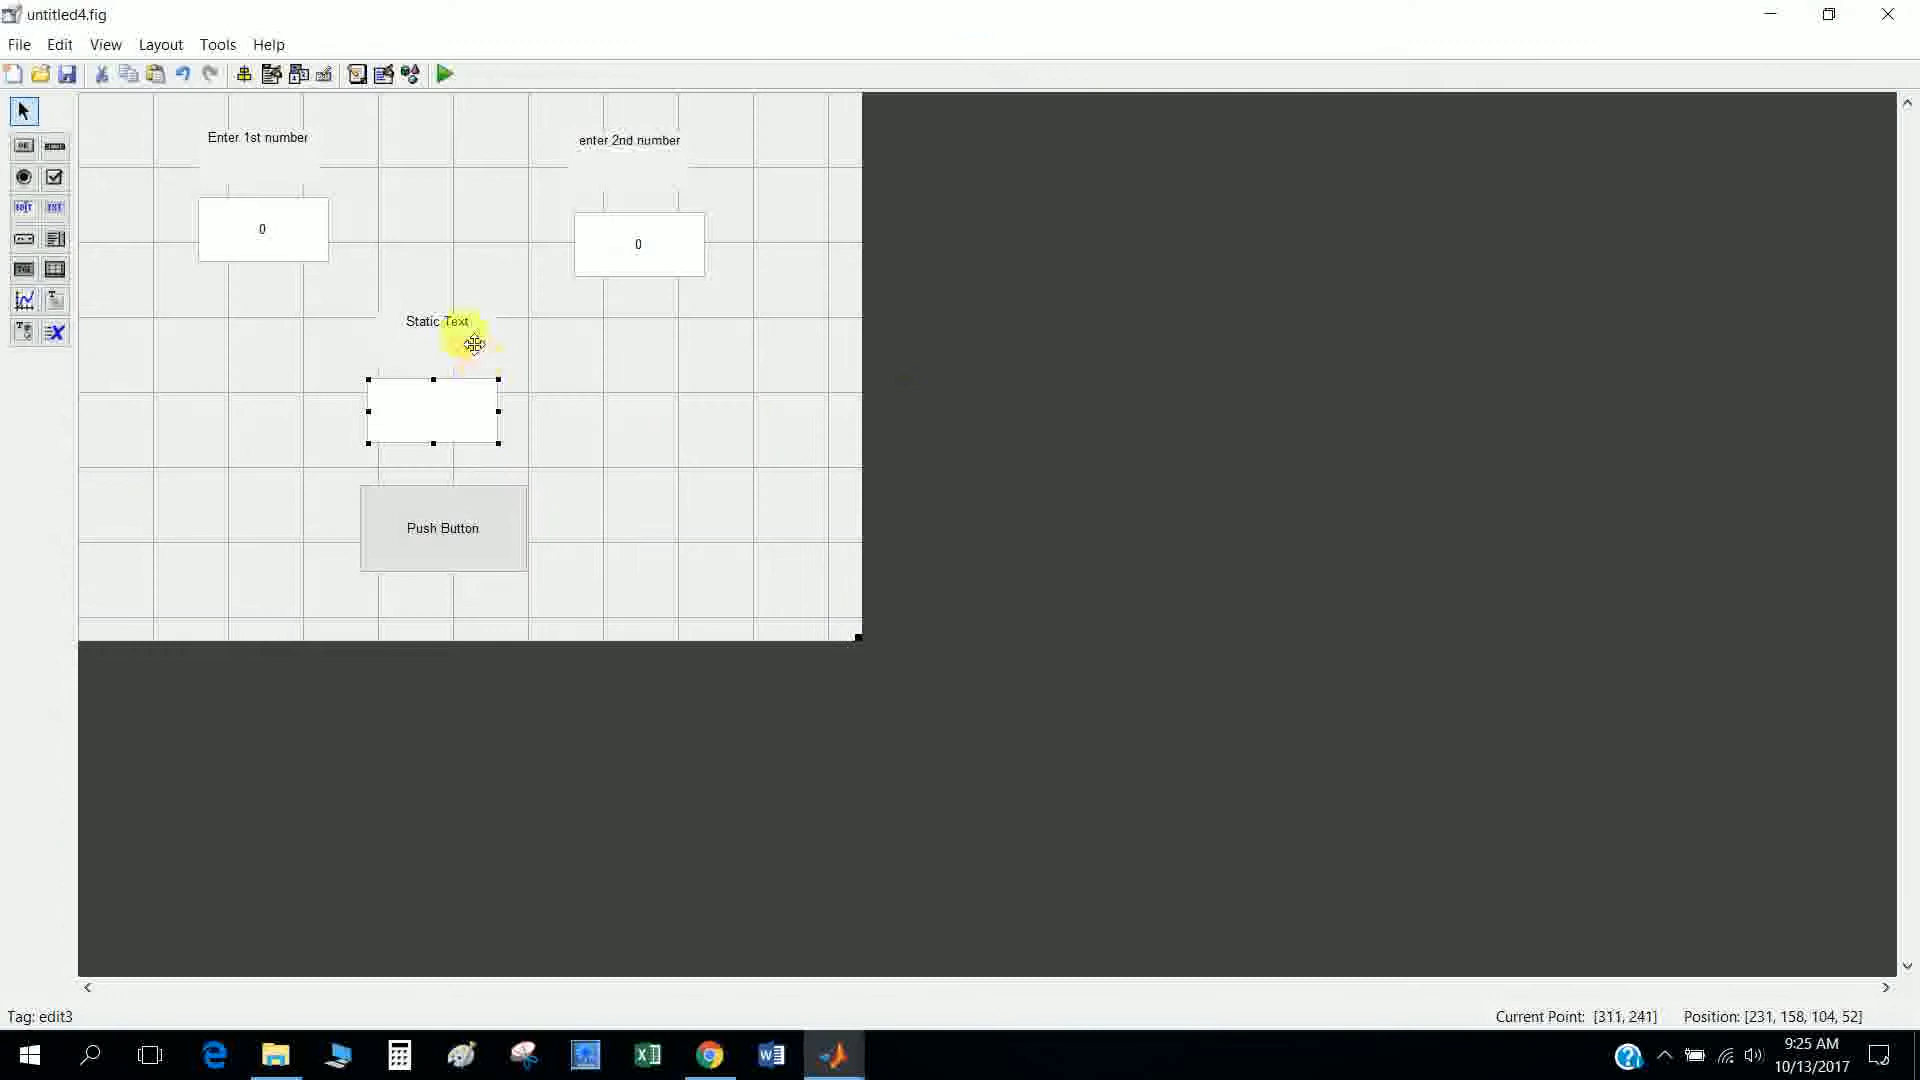 untitled4.fig
File Edit View Layout Tools Help
Enter 1st number
enter 2nd number
0
0
Static Text
Push Button
Tag: edit3
Current Point: [311, 241] Position: [231, 158, 104, 52]
9:25 AM
10/13/2017